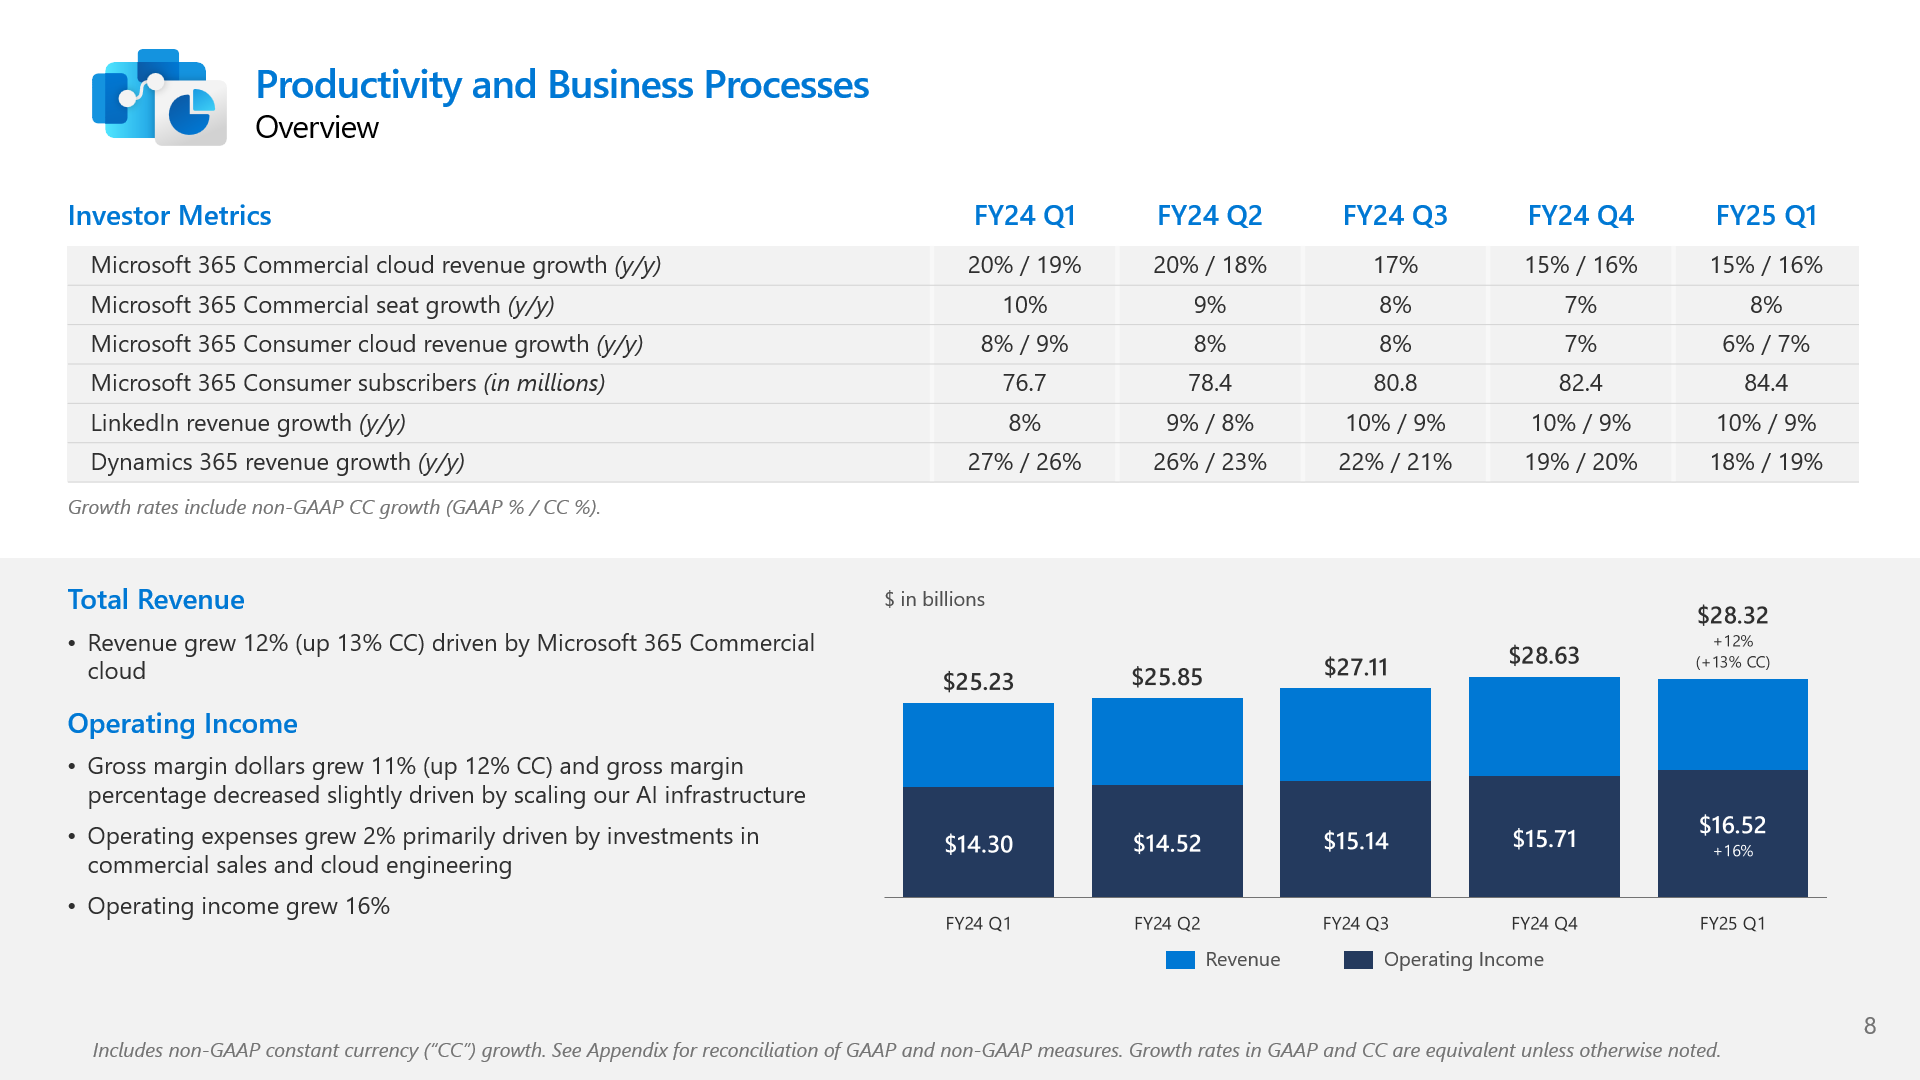 Productivity and Business Processes
Overview
Investor Metrics FY24 Q1 FY24 Q2 FY24 Q3 FY24 Q4 FY25 Q1
Microsoft 365 Commercial cloud revenue growth (y/y) 20% / 19% 20% / 18% 17% 15% / 16% 15% / 16%
Microsoft 365 Commercial seat growth (y/y) 10% 9% 8% 7% 8%
Microsoft 365 Consumer cloud revenue growth (y/y) 8% / 9% 8% 8% 7% 6% / 7%
Microsoft 365 Consumer subscribers (in millions) 76.7 78.4 80.8 82.4 84.4
LinkedIn revenue growth (y/y) 8% 9% / 8% 10% / 9% 10% / 9% 10% / 9%
Dynamics 365 revenue growth (y/y) 27% / 26% 26% / 23% 22% / 21% 19% / 20% 18% / 19%
Growth rates include non-GAAP CC growth (GAAP % / CC %).
Total Revenue
• Revenue grew 12% (up 13% CC) driven by Microsoft 365 Commercial
cloud
Operating Income
• Gross margin dollars grew 11% (up 12% CC) and gross margin
percentage decreased slightly driven by scaling our AI infrastructure
• Operating expenses grew 2% primarily driven by investments in
commercial sales and cloud engineering
• Operating income grew 16%
$ in billions
$25.23 $25.85 $27.11 $28.63 $28.32
+12%
(+13% CC)
$14.30 $14.52 $15.14 $15.71 $16.52
+16%
FY24 Q1 FY24 Q2 FY24 Q3 FY24 Q4 FY25 Q1
Revenue Operating Income
8
Includes non-GAAP constant currency (“CC”) growth. See Appendix for reconciliation of GAAP and non-GAAP measures. Growth rates in GAAP and CC are equivalent unless otherwise noted.